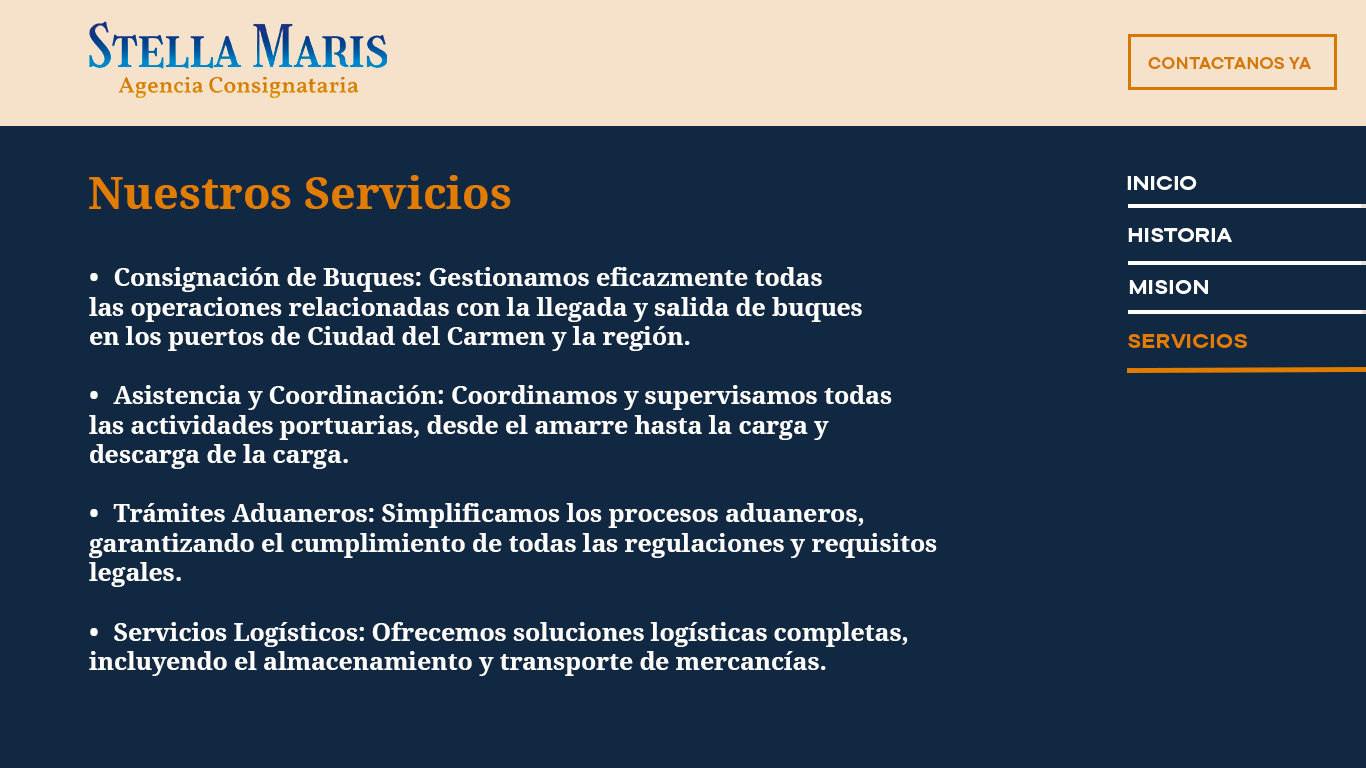 STELLA MARIS
Agencia Consignataria
CONTACTANOS YA
Nuestros Servicios
• Consignación de Buques: Gestionamos eficazmente todas
las operaciones relacionadas con la llegada y salida de buques
en los puertos de Ciudad del Carmen y la región.
• Asistencia y Coordinación: Coordinamos y supervisamos todas
las actividades portuarias, desde el amarre hasta la carga y
descarga de la carga.
• Trámites Aduaneros: Simplificamos los procesos aduaneros,
garantizando el cumplimiento de todas las regulaciones y requisitos
legales.
• Servicios Logísticos: Ofrecemos soluciones logísticas completas,
incluyendo el almacenamiento y transporte de mercancías.
INICIO
HISTORIA
MISION
SERVICIOS